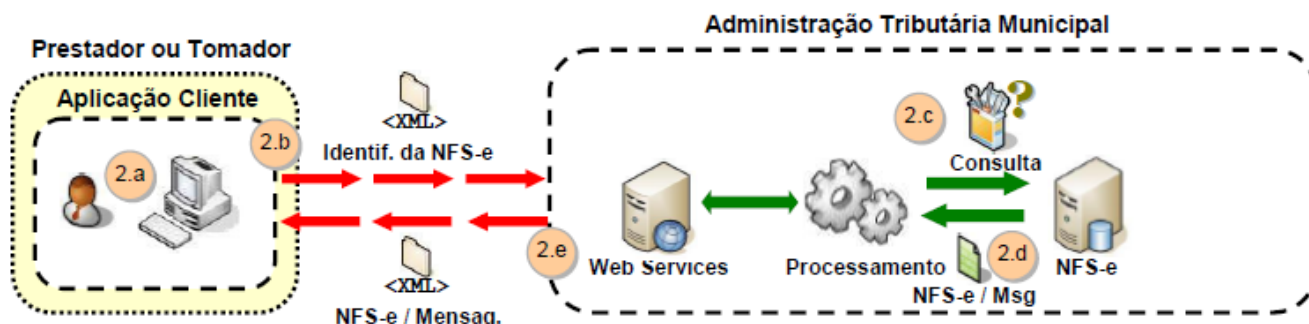 Administração Tributária Municipal
Prestador ou Tomador
Aplicação Cliente
2.a
2.b
<XML>
Identif. da NFS-e
<XML>
NFS-e / Mensag.
2.e
Web Services
Processamento
2.c
Consulta
2.d
NFS-e / Msg
NFS-e